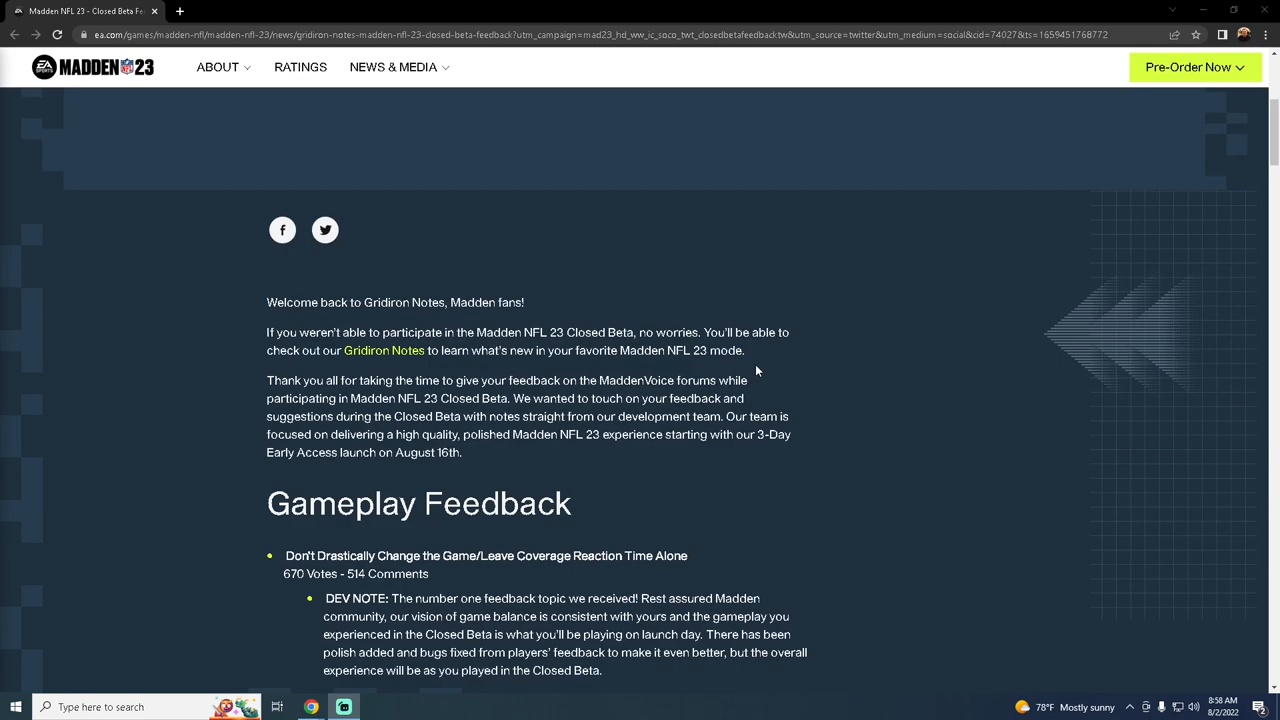 Madden NFL 23 - Closed Beta Fee
ea.com/games/madden-nfl/madden-nfl-23/news/gridiron-notes-madden-nfl-23-closed-beta-feedback?utm_campaign=mad23_hd_ww_ic_soco_twt_closedbetafeedbacktw&utm_source=twitter&utm_medium=social&cid=74027&ts=1659451768772
EA SPORTS MADDEN NFL 23
ABOUT
RATINGS
NEWS & MEDIA
Pre-Order Now
Welcome back to Gridiron Notes, Madden fans!
If you weren't able to participate in the Madden NFL 23 Closed Beta, no worries. You'll be able to
check out our Gridiron Notes to learn what's new in your favorite Madden NFL 23 mode.
Thank you all for taking the time to give your feedback on the MaddenVoice forums while
participating in Madden NFL 23 Closed Beta. We wanted to touch on your feedback and
suggestions during the Closed Beta with notes straight from our development team. Our team is
focused on delivering a high quality, polished Madden NFL 23 experience starting with our 3-Day
Early Access launch on August 16th.
Gameplay Feedback
Don't Drastically Change the Game/Leave Coverage Reaction Time Alone
670 Votes - 514 Comments
DEV NOTE: The number one feedback topic we received! Rest assured Madden
community, our vision of game balance is consistent with yours and the gameplay you
experienced in the Closed Beta is what you'll be playing on launch day. There has been
polish added and bugs fixed from players' feedback to make it even better, but the overall
experience will be as you played in the Closed Beta.
Type here to search
78°F Mostly sunny
8:58 AM
8/2/2022
2